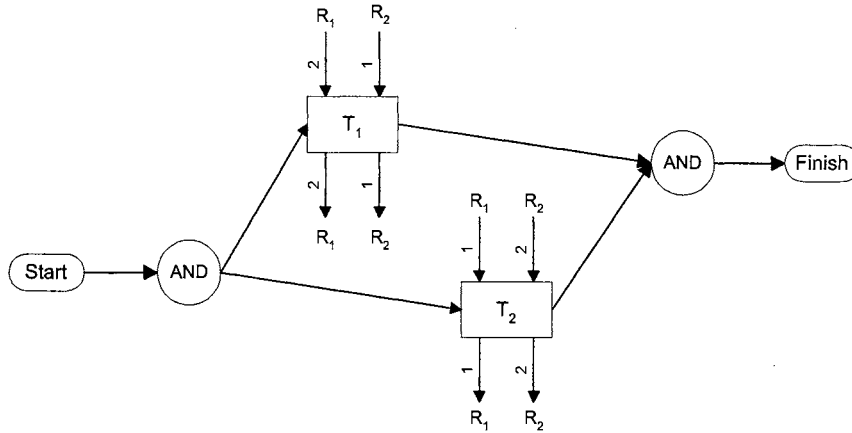 R₁ R₂
2 1
T₁
2 1
R₁ R₂
AND
Finish
R₁ R₂
1 2
Start
AND
T₂
1 2
R₁ R₂